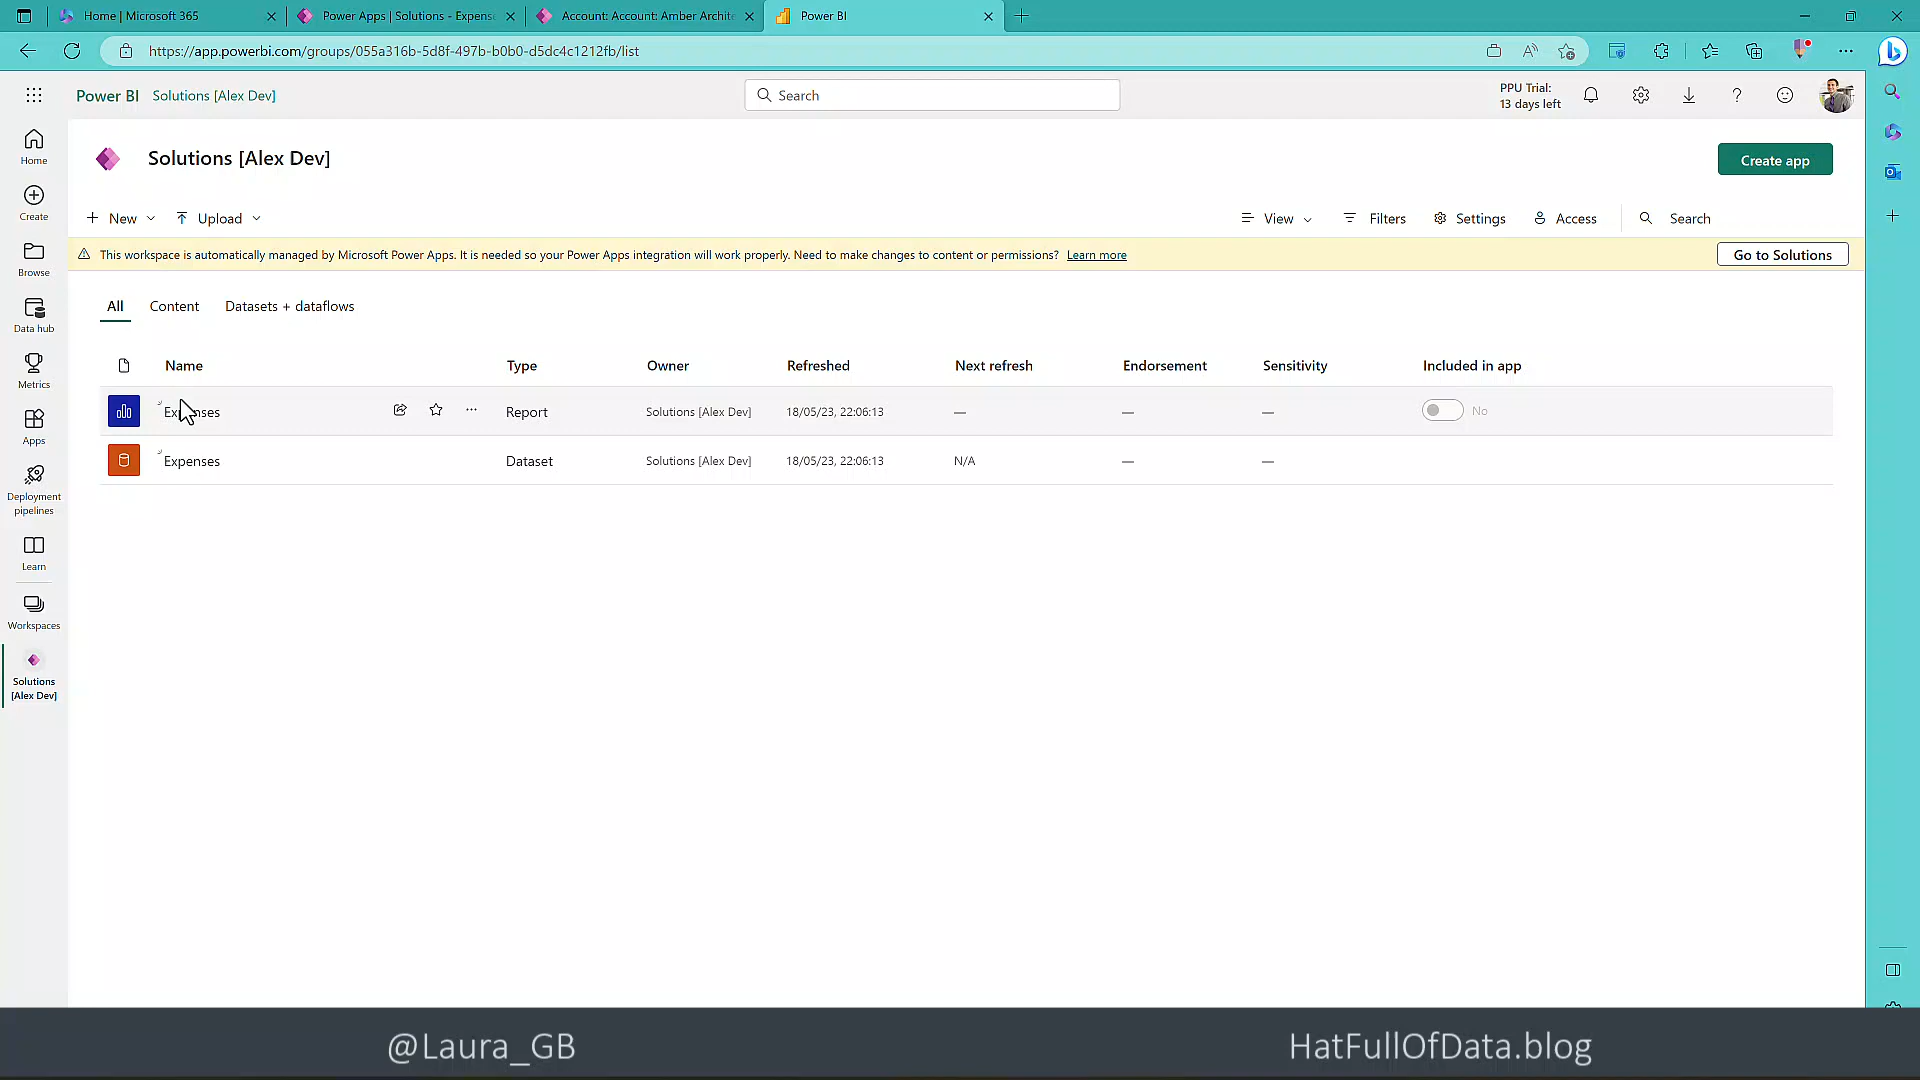 Home | Microsoft 365
Power Apps | Solutions - Expense
Account: Account: Amber Archite
Power BI
https://app.powerbi.com/groups/055a316b-5d8f-497b-b0b0-d5dc4c1212fb/list
Power BI Solutions [Alex Dev]
Search
PPU Trial:
13 days left
Home
Create
Browse
Data hub
Metrics
Apps
Deployment
pipelines
Learn
Workspaces
Solutions
[Alex Dev]
Solutions [Alex Dev]
Create app
New Upload View Filters Settings Access Search
This workspace is automatically managed by Microsoft Power Apps. It is needed so your Power Apps integration will work properly. Need to make changes to content or permissions? Learn more
Go to Solutions
All Content Datasets + dataflows
Name Type Owner Refreshed Next refresh Endorsement Sensitivity Included in app
Expenses Report Solutions [Alex Dev] 18/05/23, 22:06:13 — — — No
Expenses Dataset Solutions [Alex Dev] 18/05/23, 22:06:13 N/A — —
@Laura_GB
HatFullOfData.blog